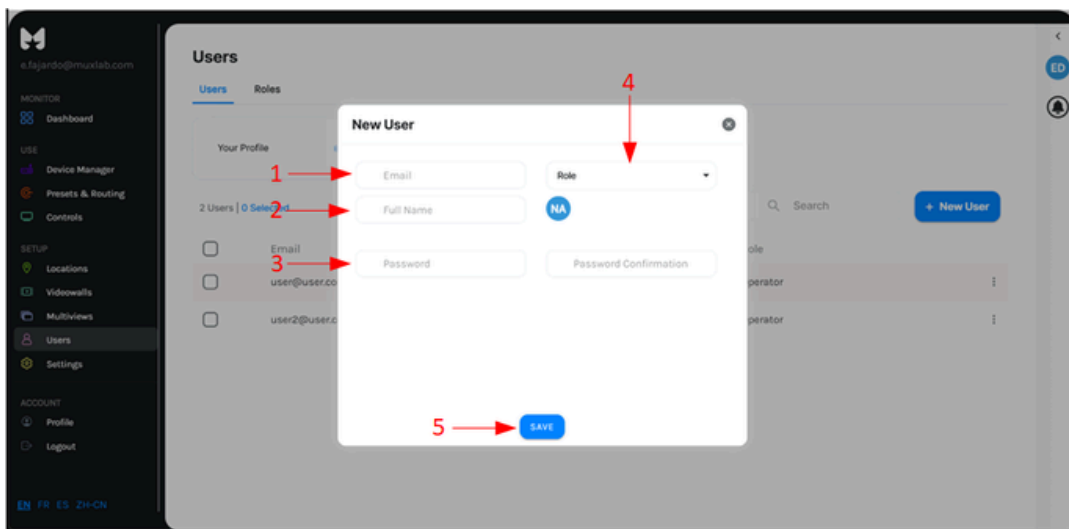 e.fajardo@muxlab.com
MONITOR
Dashboard
USE
Device Manager
Presets & Routing
Controls
SETUP
Locations
Videowalls
Multiviews
Users
Settings
ACCOUNT
Profile
Logout
EN FR ES ZH-CN
Users
Users Roles
Your Profile
2 Users | 0 Selected
Search
+ New User
Email
ole
user@user.co
perator
user2@user.c
perator
New User
4
1 Email
Role
2 Full Name
NA
3 Password
Password Confirmation
5 SAVE
ED